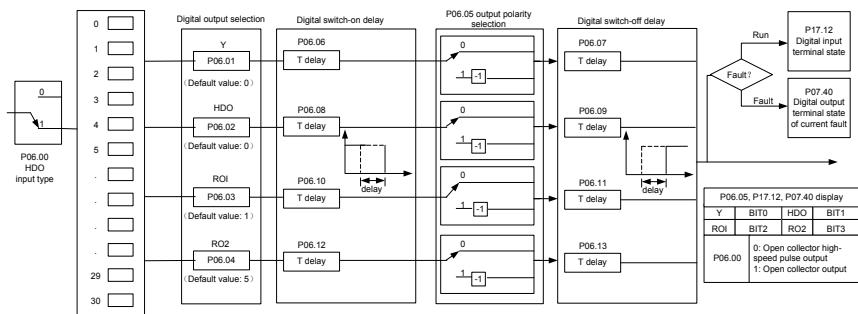 0
1
2
3
4
5
.
.
.
.
29
30
0
1
P06.00
HDO
input type
Digital output selection
Y
P06.01
(Default value: 0)
HDO
P06.02
(Default value: 0)
ROI
P06.03
(Default value: 1)
RO2
P06.04
(Default value: 5)
Digital switch-on delay
P06.06
T delay
P06.08
T delay
delay
P06.10
T delay
P06.12
T delay
P06.05 output polarity
selection
0
1
-1
0
1
-1
0
1
-1
0
1
-1
Digital switch-off delay
P06.07
T delay
P06.09
T delay
delay
P06.11
T delay
P06.13
T delay
Fault?
Run
Fault
P17.12
Digital input
terminal state
P07.40
Digital output
terminal state
of current fault
P06.05, P17.12, P07.40 display
Y BIT0 HDO BIT1
ROI BIT2 RO2 BIT3
P06.00
0: Open collector high-
speed pulse output
1: Open collector output